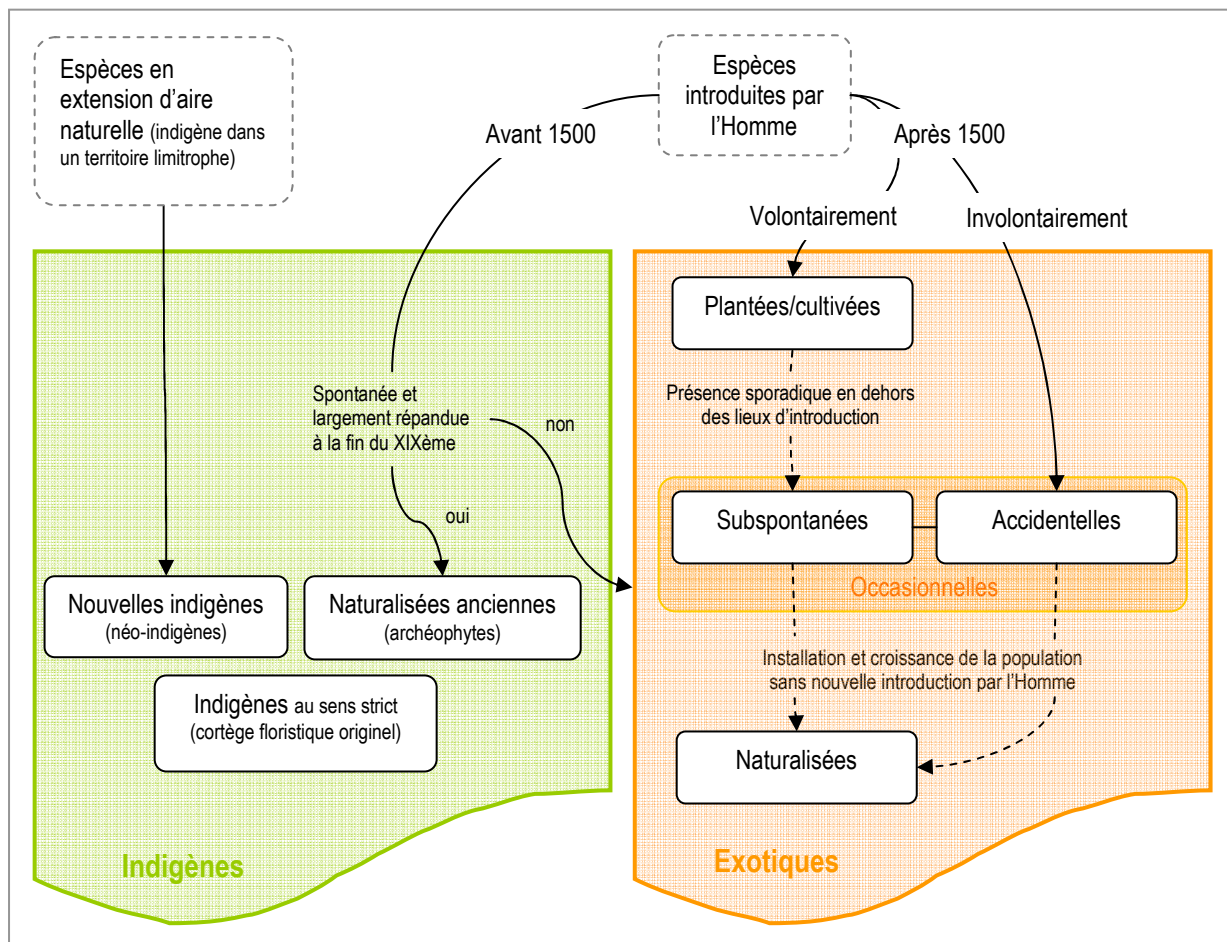 Espèces en
extension d'aire
naturelle (indigène dans
un territoire limitrophe)
Espèces
introduites par
l'Homme
Avant 1500
Après 1500
Volontairement
Involontairement
Plantées/cultivées
Spontanée et
largement répandue
à la fin du XIXème
non
oui
Présence sporadique en dehors
des lieux d'introduction
Subspontanées
Accidentelles
Occasionnelles
Nouvelles indigènes
(néo-indigènes)
Naturalisées anciennes
(archéophytes)
Indigènes au sens strict
(cortège floristique originel)
Installation et croissance de la population
sans nouvelle introduction par l'Homme
Naturalisées
Indigènes
Exotiques